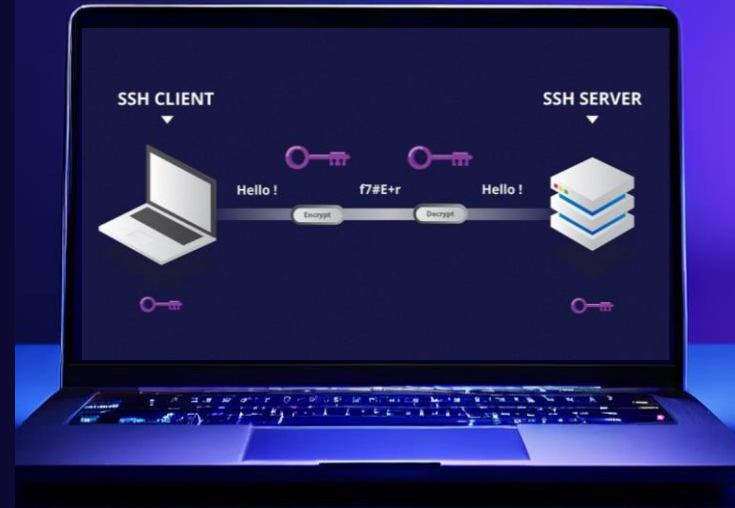 SSH CLIENT
SSH SERVER
Hello !
f7#E+r
Hello !
Encrypt
Decrypt